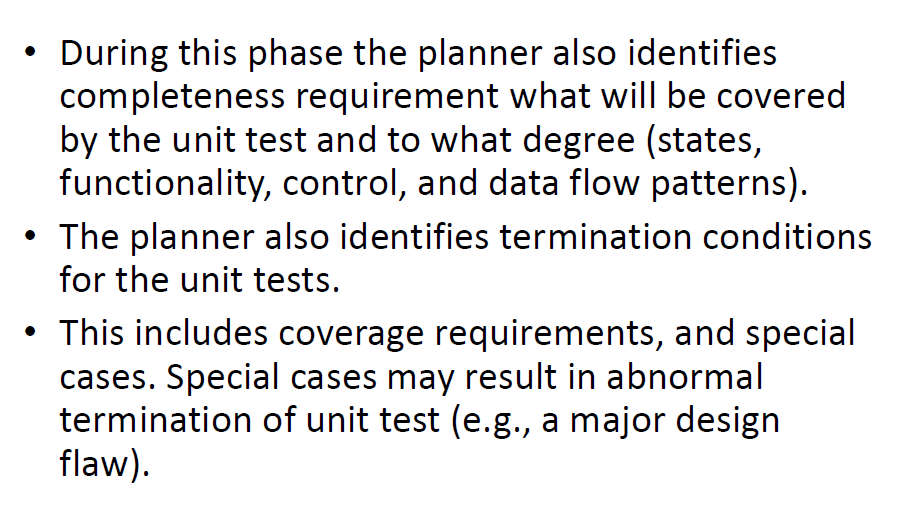 • During this phase the planner also identifies
completeness requirement what will be covered
by the unit test and to what degree (states,
functionality, control, and data flow patterns).
• The planner also identifies termination conditions
for the unit tests.
• This includes coverage requirements, and special
cases. Special cases may result in abnormal
termination of unit test (e.g., a major design
flaw).